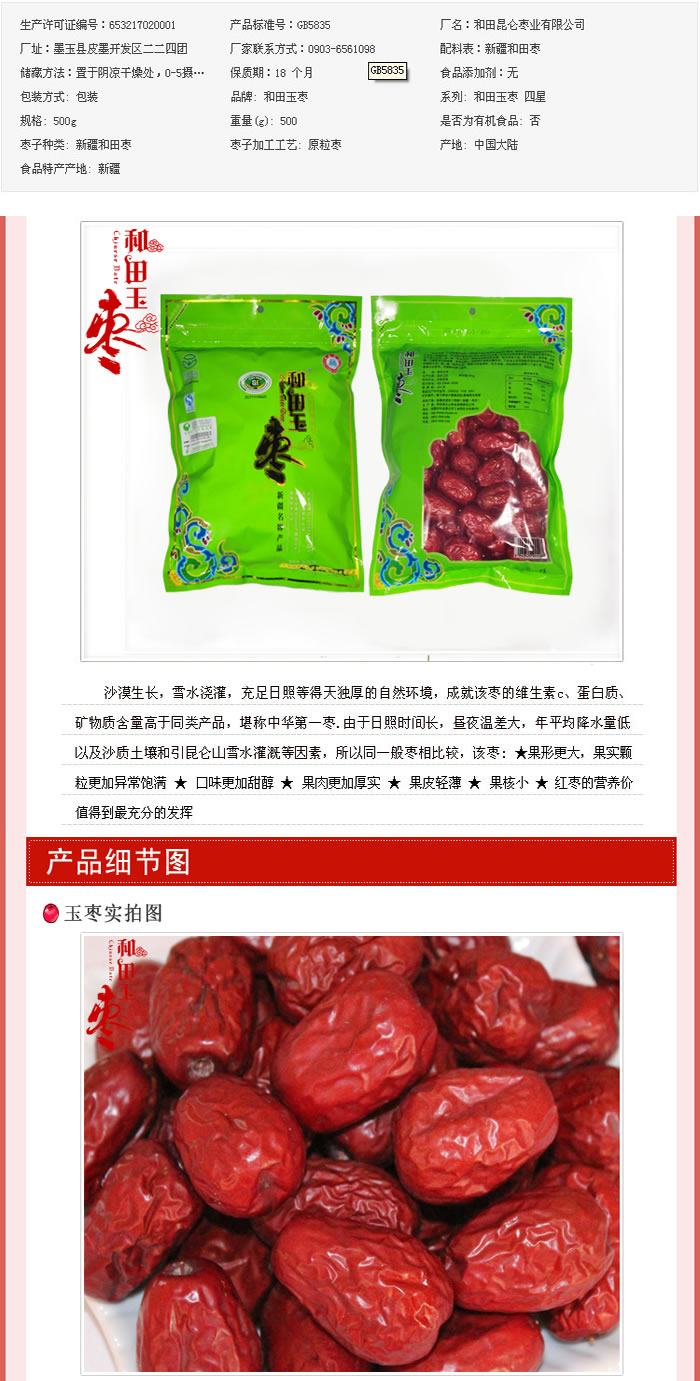 生产许可证编号：653217020001 产品标准号：GB5835 厂名：和田昆仑枣业有限公司
厂址：墨玉县皮墨开发区二二四团 厂家联系方式：0903-6561098 配料表：新疆和田枣
储藏方法：置于阴凉干燥处，0-5摄… 保质期：18 个月 GB5835 食品添加剂：无
包装方式: 包装 品牌: 和田玉枣 系列: 和田玉枣 四星
规格: 500g 重量(g): 500 是否为有机食品: 否
枣子种类: 新疆和田枣 枣子加工工艺: 原粒枣 产地: 中国大陆
食品特产产地: 新疆
和田玉枣
Chinese Date
和田玉枣
新疆名特产品
和田玉枣
沙漠生长，雪水浇灌，充足日照等得天独厚的自然环境，成就该枣的维生素c、蛋白质、
矿物质含量高于同类产品，堪称中华第一枣.由于日照时间长，昼夜温差大，年平均降水量低
以及沙质土壤和引昆仑山雪水灌溉等因素，所以同一般枣相比较，该枣：★果形更大，果实颗
粒更加异常饱满 ★ 口味更加甜醇 ★ 果肉更加厚实 ★ 果皮轻薄 ★ 果核小 ★ 红枣的营养价
值得到最充分的发挥
产品细节图
玉枣实拍图
和田玉枣
Chinese Date